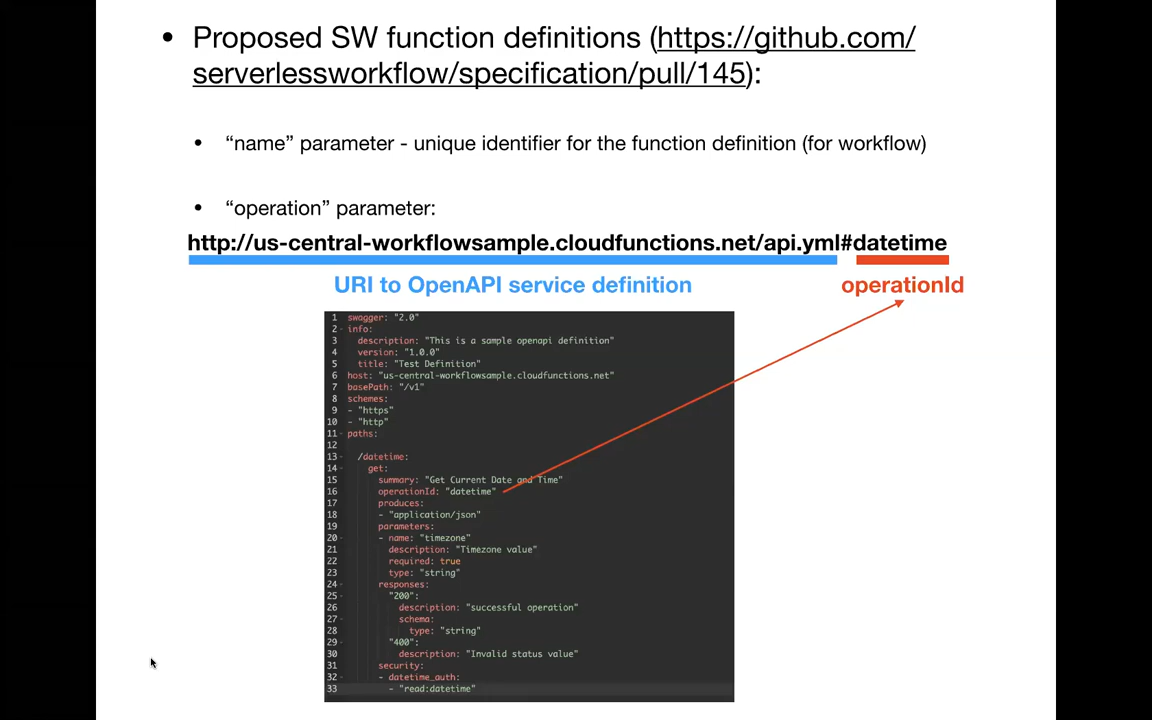 • Proposed SW function definitions (https://github.com/
serverlessworkflow/specification/pull/145):
• “name” parameter - unique identifier for the function definition (for workflow)
• “operation” parameter:
http://us-central-workflowsample.cloudfunctions.net/api.yml#datetime
URI to OpenAPI service definition operationId
1 swagger: "2.0"
2 info:
3 description: "This is a sample openapi definition"
4 version: "1.0.0"
5 title: "Test Definition"
6 host: "us-central-workflowsample.cloudfunctions.net"
7 basePath: "/v1"
8 schemes:
9 - "https"
10 - "http"
11 paths:
12
13 /datetime:
14 get:
15 summary: "Get Current Date and Time"
16 operationId: "datetime"
17 produces:
18 - "application/json"
19 parameters:
20 - name: "timezone"
21 description: "Timezone value"
22 required: true
23 type: "string"
24 responses:
25 "200":
26 description: "successful operation"
27 schema:
28 type: "string"
29 "400":
30 description: "Invalid status value"
31 security:
32 - datetime_auth:
33 - "read:datetime"